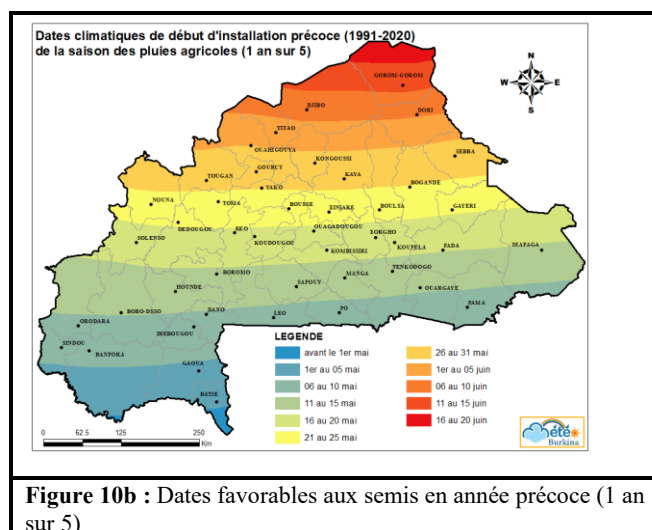 Dates climatiques de début d'installation précoce (1991-2020)
de la saison des pluies agricoles (1 an sur 5)
N
W
E
S
GOROM-GOROM
DJIBO
DORI
TITAO
OUAHIGOUYA
SEBBA
KONGOUSSI
GOURCY
TOUGAN
KAYA
YAKO
BOGANDE
NOUNA
TOMA
BOUSSE
ZINIARE
BOULSA
GAYERI
DEDOUGOU
SOLENSO
REO
KOUDOUGOU
OUAGADOUGOU
ZORGHO
KOMBISSIRI
KOUPELA
FADA
DIAPAGA
BOROMO
TENKODOGO
MANGA
HOUNDE
SAPOUY
OUARGAYE
BOBO-DSSO
DANO
LEO
PO
PAMA
ORODARA
DIEBOUGOU
SINDOU
BANFORA
GAOUA
BATIE
LEGENDE
avant le 1er mai
1er au 05 mai
06 au 10 mai
11 au 15 mai
16 au 20 mai
21 au 25 mai
26 au 31 mai
1er au 05 juin
06 au 10 juin
11 au 15 juin
16 au 20 juin
0 62.5 125 250
Km
été
Burkina
Figure 10b : Dates favorables aux semis en année précoce (1 an
sur 5)